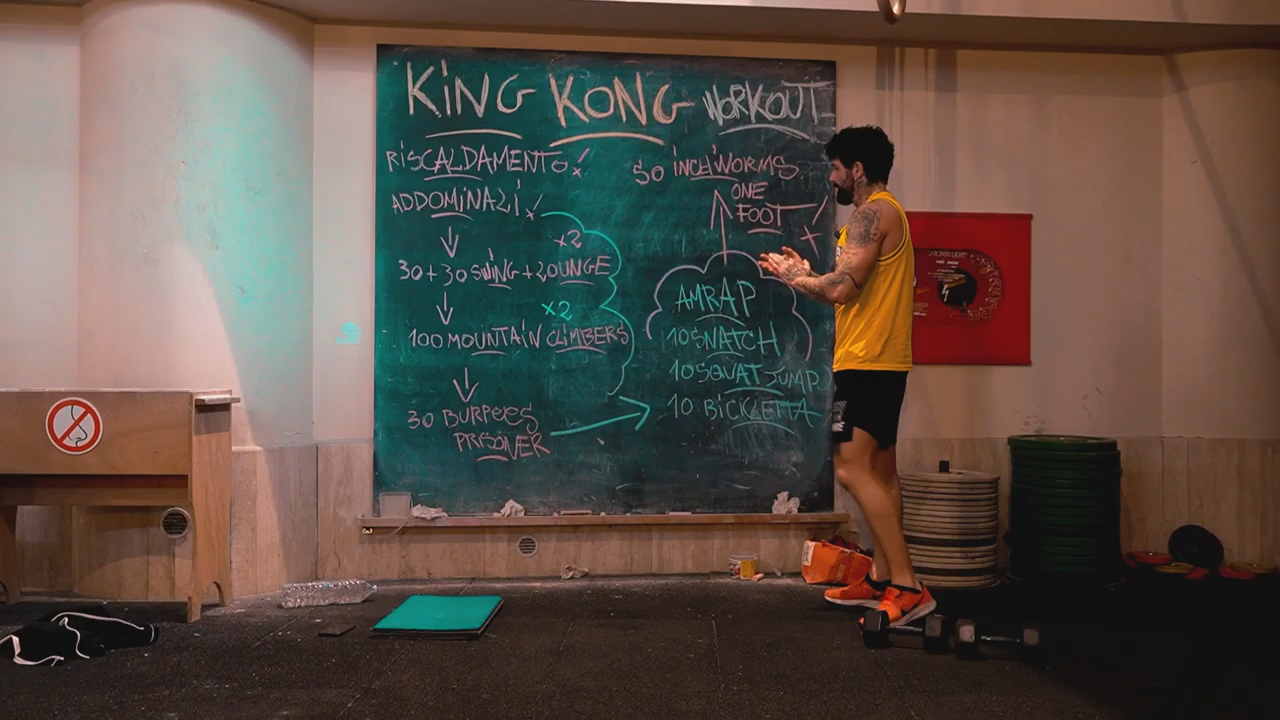 KING KONG WORKOUT
RISCALDAMENTO!
ADDOMINALI!
x2
30+30 SWING + LOUNGE
x2
100 MOUNTAIN CLIMBERS
30 BURPEES
PRISONER
AMRAP
10 SNATCH
10 SQUAT JUMP
10 BICICLETTA
50 INCHWORMS
ONE
FOOT